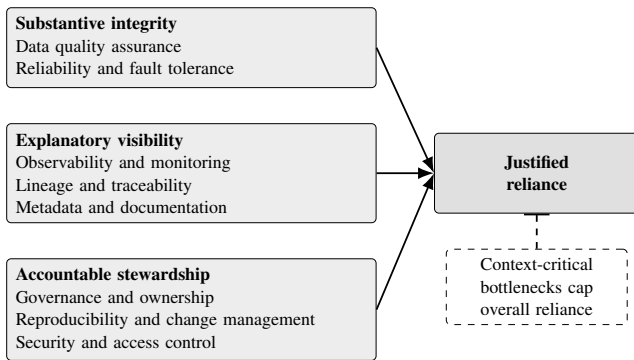 Substantive integrity
Data quality assurance
Reliability and fault tolerance
Explanatory visibility
Observability and monitoring
Lineage and traceability
Metadata and documentation
Accountable stewardship
Governance and ownership
Reproducibility and change management
Security and access control
Justified
reliance
Context-critical
bottlenecks cap
overall reliance